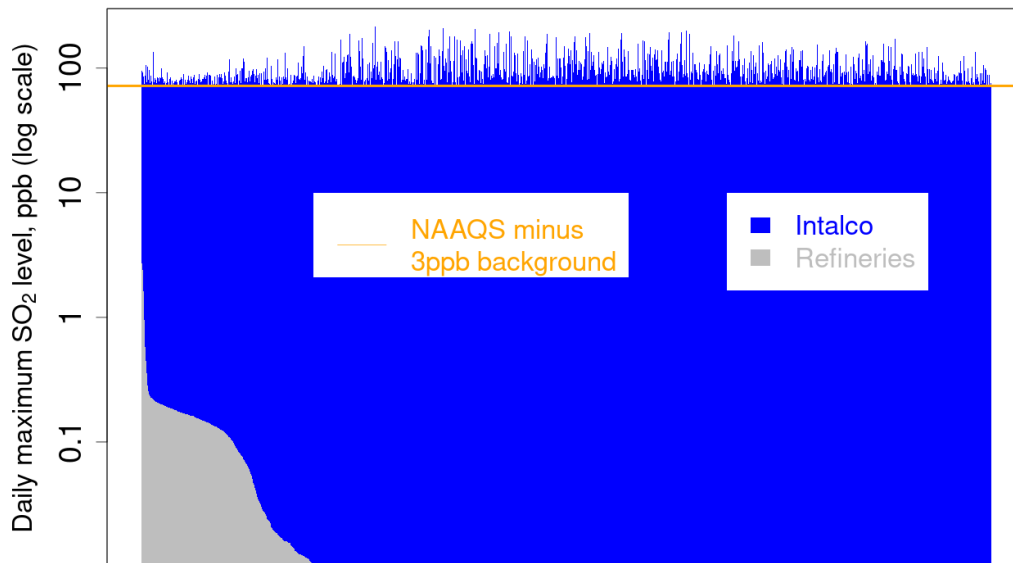 Daily maximum SO₂ level, ppb (log scale)
100
10
1
0.1
NAAQS minus
3ppb background
Intalco
Refineries